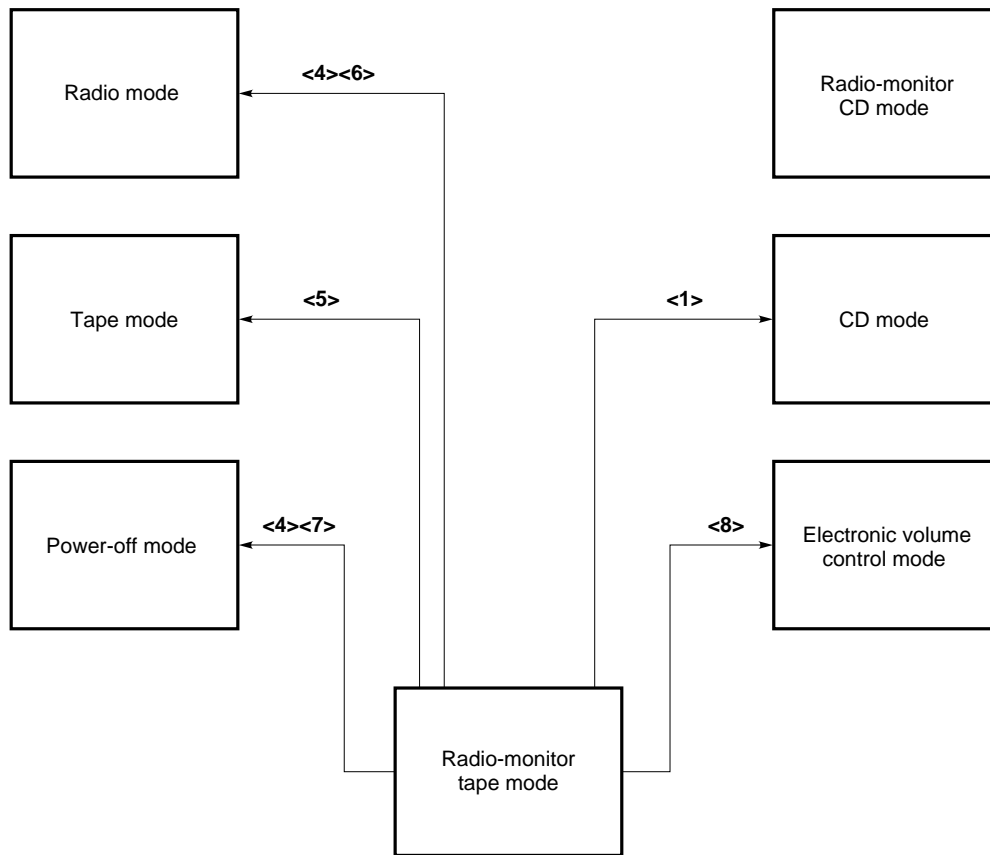 <4><6>
Radio mode
Radio-monitor
CD mode
<5>
<1>
Tape mode
CD mode
<4><7>
<8>
Power-off mode
Electronic volume
control mode
Radio-monitor
tape mode